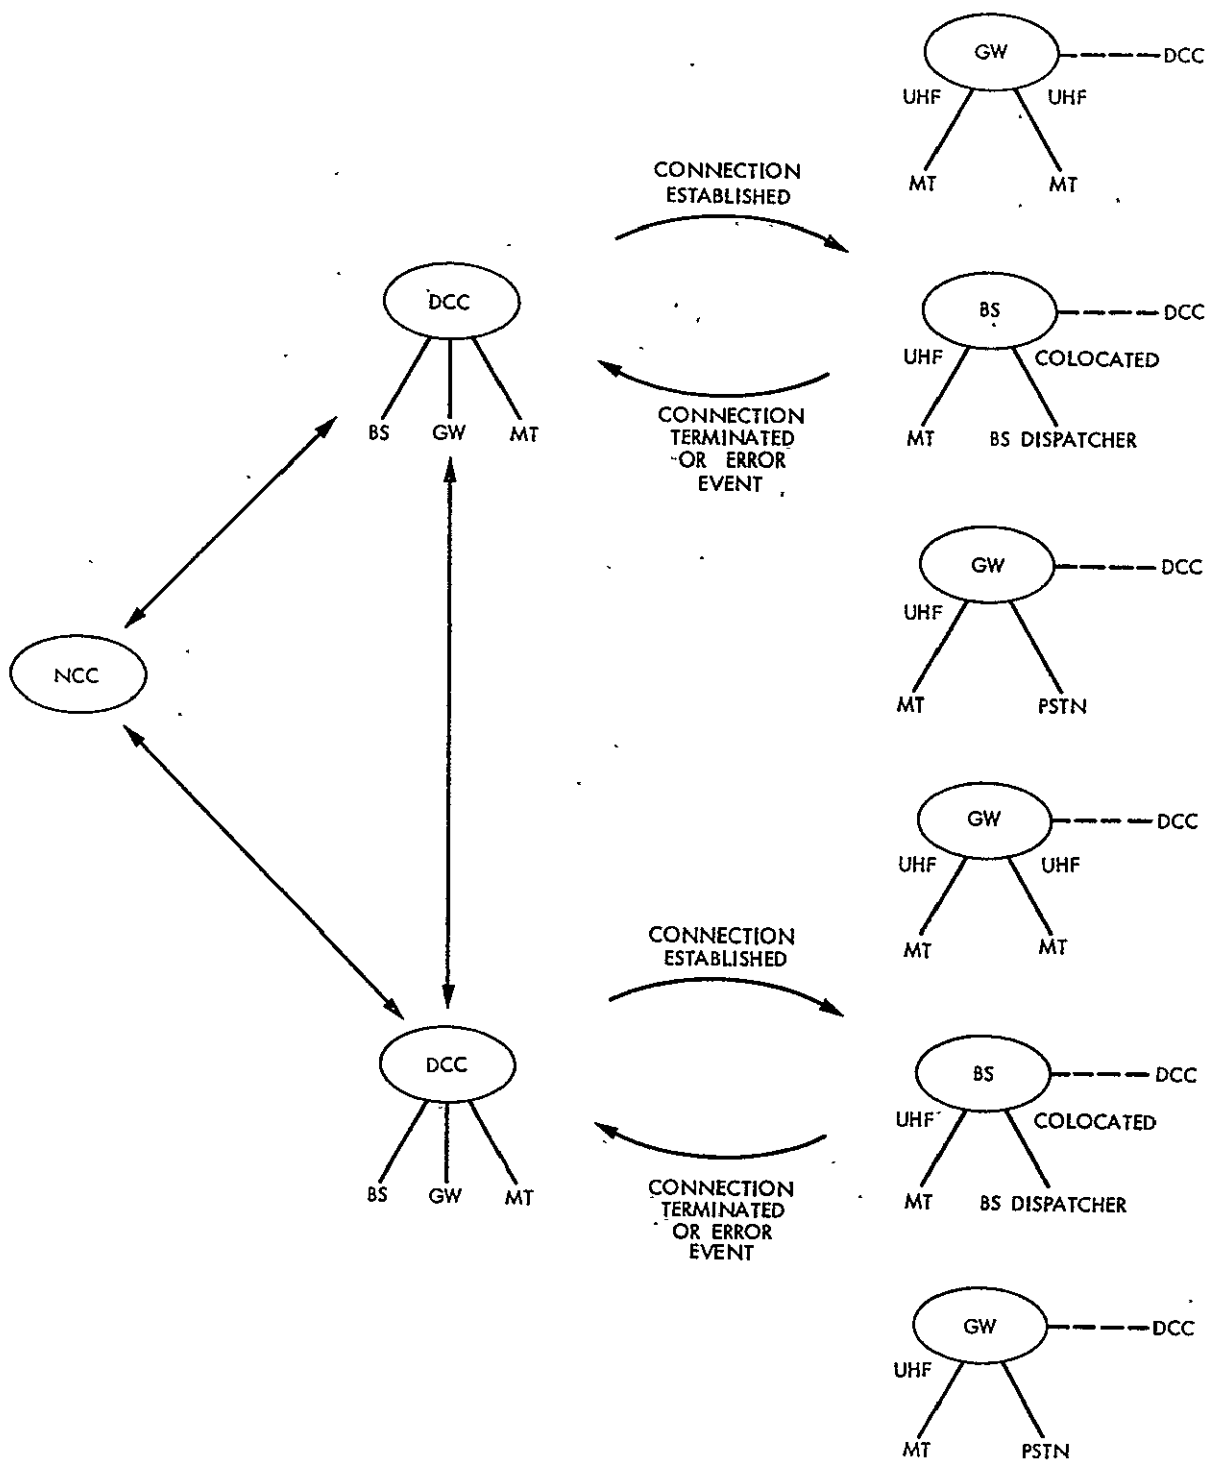 GW
DCC
UHF
UHF
MT
MT
CONNECTION
ESTABLISHED
DCC
BS
GW
MT
BS
DCC
UHF
COLOCATED
MT
BS DISPATCHER
CONNECTION
TERMINATED
OR ERROR
EVENT
GW
DCC
UHF
MT
PSTN
NCC
GW
DCC
UHF
UHF
MT
MT
CONNECTION
ESTABLISHED
DCC
BS
GW
MT
BS
DCC
UHF
COLOCATED
MT
BS DISPATCHER
CONNECTION
TERMINATED
OR ERROR
EVENT
GW
DCC
UHF
MT
PSTN